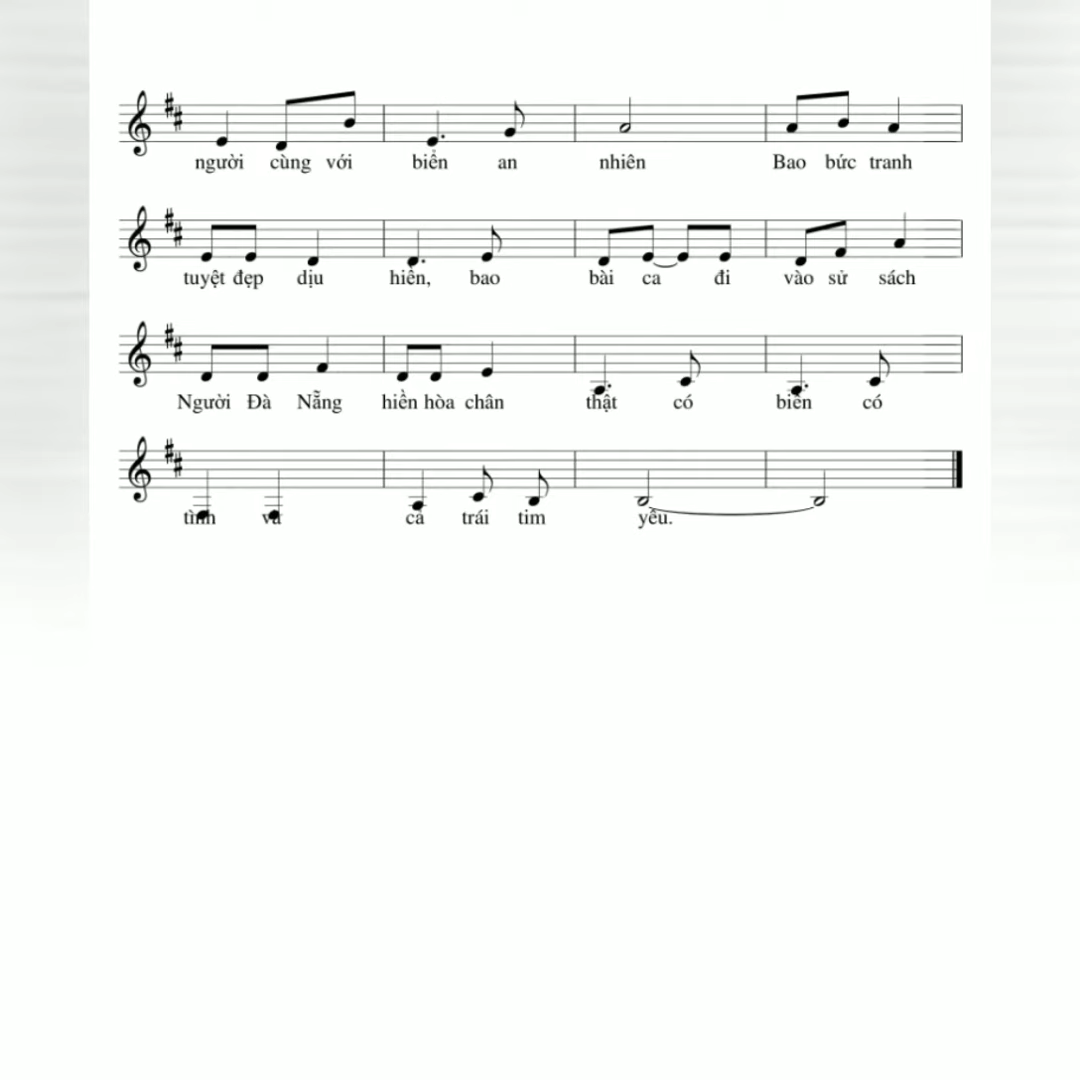 người cùng với biển an nhiên Bao bức tranh
tuyệt đẹp dịu hiền, bao bài ca đi vào sử sách
Người Đà Nẵng hiền hòa chân thật có biển có
tình và cả trái tim yêu.